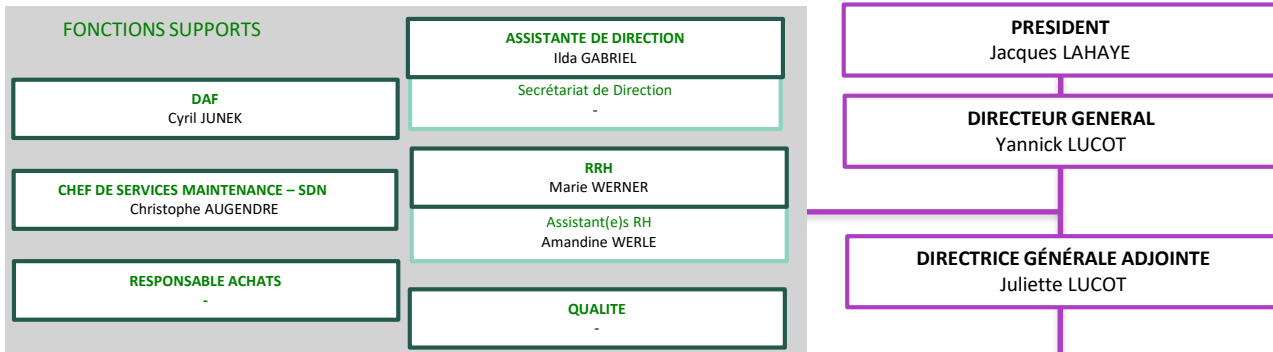 FONCTIONS SUPPORTS
DAF
Cyril JUNEK
CHEF DE SERVICES MAINTENANCE – SDN
Christophe AUGENDRE
RESPONSABLE ACHATS
-
ASSISTANTE DE DIRECTION
Ilda GABRIEL
Secrétariat de Direction
-
RRH
Marie WERNER
Assistant(e)s RH
Amandine WERLE
QUALITE
-
PRESIDENT
Jacques LAHAYE
DIRECTEUR GENERAL
Yannick LUCOT
DIRECTRICE GÉNÉRALE ADJOINTE
Juliette LUCOT